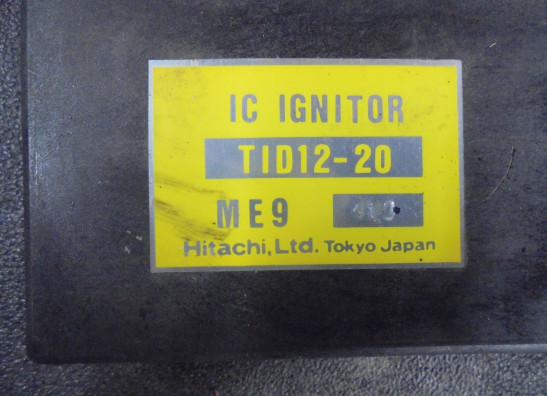 IC IGNITOR
TID12-20
ME9
Hitachi, Ltd. Tokyo Japan